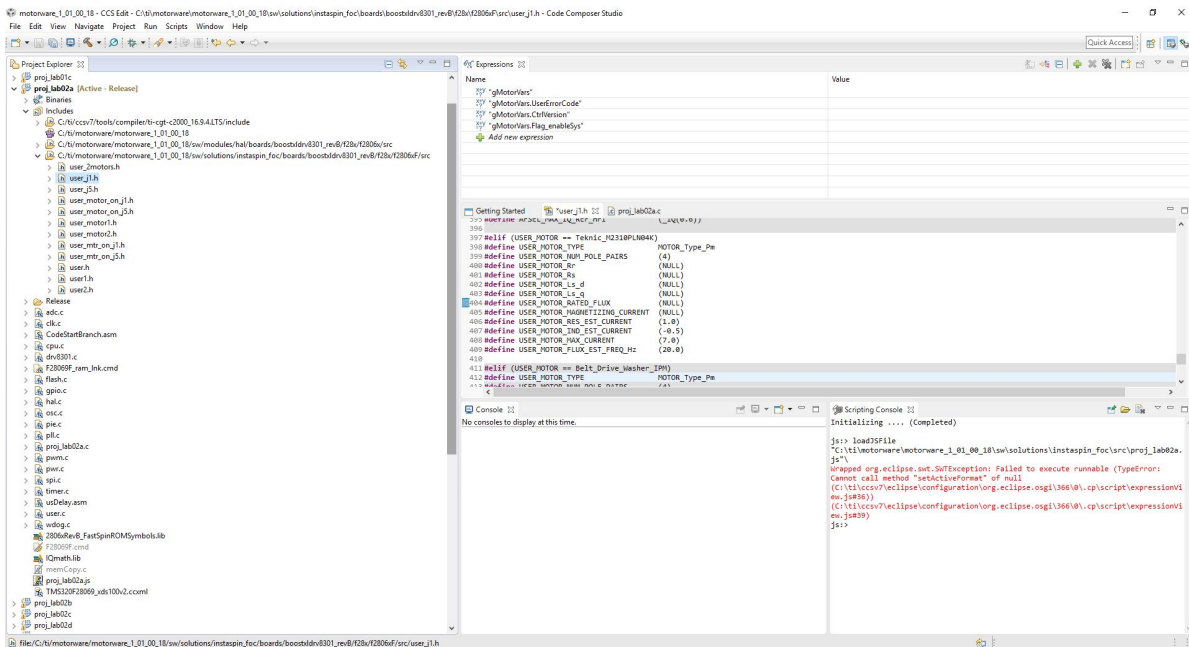 motorware_1_01_00_18 - CCS Edit - C:\ti\motorware\motorware_1_01_00_18\sw\solutions\instaspin_foc\boards\boostxldrv8301_revB\f28x\f2806xF\src\user_j1.h - Code Composer Studio
File Edit View Navigate Project Run Scripts Window Help
Quick Access
Project Explorer
proj_lab01c
proj_lab02a [Active - Release]
Binaries
Includes
C:/ti/ccsv7/tools/compiler/ti-cgt-c2000_16.9.4.LTS/include
C:/ti/motorware/motorware_1_01_00_18
C:/ti/motorware/motorware_1_01_00_18/sw/modules/hal/boards/boostxldrv8301_revB/f28x/f2806x/src
C:/ti/motorware/motorware_1_01_00_18/sw/solutions/instaspin_foc/boards/boostxldrv8301_revB/f28x/f2806xF/src
user_2motors.h
user_j1.h
user_j5.h
user_motor_on_j1.h
user_motor_on_j5.h
user_motor1.h
user_motor2.h
user_mtr_on_j1.h
user_mtr_on_j5.h
user.h
user1.h
user2.h
Release
adc.c
clk.c
CodeStartBranch.asm
cpu.c
drv8301.c
F28069F_ram_lnk.cmd
flash.c
gpio.c
hal.c
osc.c
pie.c
pll.c
proj_lab02a.c
pwm.c
pwr.c
spi.c
timer.c
usDelay.asm
user.c
wdog.c
2806xRevB_FastSpinROMSymbols.lib
F28069F.cmd
IQmath.lib
memCopy.c
proj_lab02a.js
TMS320F28069_xds100v2.ccxml
proj_lab02b
proj_lab02c
proj_lab02d
Expressions
Name Value
"gMotorVars"
"gMotorVars.UserErrorCode"
"gMotorVars.CtrlVersion"
"gMotorVars.Flag_enableSys"
Add new expression
Getting Started *user_j1.h proj_lab02a.c
395 #define AFSEL_MAX_IQ_REF_HFI (_IQ(0.8))
396
397 #elif (USER_MOTOR == Teknic_M2310PLN04K)
398 #define USER_MOTOR_TYPE MOTOR_Type_Pm
399 #define USER_MOTOR_NUM_POLE_PAIRS (4)
400 #define USER_MOTOR_Rr (NULL)
401 #define USER_MOTOR_Rs (NULL)
402 #define USER_MOTOR_Ls_d (NULL)
403 #define USER_MOTOR_Ls_q (NULL)
404 #define USER_MOTOR_RATED_FLUX (NULL)
405 #define USER_MOTOR_MAGNETIZING_CURRENT (NULL)
406 #define USER_MOTOR_RES_EST_CURRENT (1.0)
407 #define USER_MOTOR_IND_EST_CURRENT (-0.5)
408 #define USER_MOTOR_MAX_CURRENT (7.0)
409 #define USER_MOTOR_FLUX_EST_FREQ_Hz (20.0)
410
411 #elif (USER_MOTOR == Belt_Drive_Washer_IPM)
412 #define USER_MOTOR_TYPE MOTOR_Type_Pm
413 #define USER_MOTOR_NUM_POLE_PAIRS (4)
Console
No consoles to display at this time.
Scripting Console
Initializing .... (Completed)
js:> loadJSFile
"C:\ti\motorware\motorware_1_01_00_18\sw\solutions\instaspin_foc\src\proj_lab02a.
js"\
Wrapped org.eclipse.swt.SWTException: Failed to execute runnable (TypeError:
Cannot call method "setActiveFormat" of null
(C:\ti\ccsv7\eclipse\configuration\org.eclipse.osgi\366\0\.cp\script\expressionVi
ew.js#36))
(C:\ti\ccsv7\eclipse\configuration\org.eclipse.osgi\366\0\.cp\script\expressionVi
ew.js#39)
js:>
file:/C:/ti/motorware/motorware_1_01_00_18/sw/solutions/instaspin_foc/boards/boostxldrv8301_revB/f28x/f2806xF/src/user_j1.h